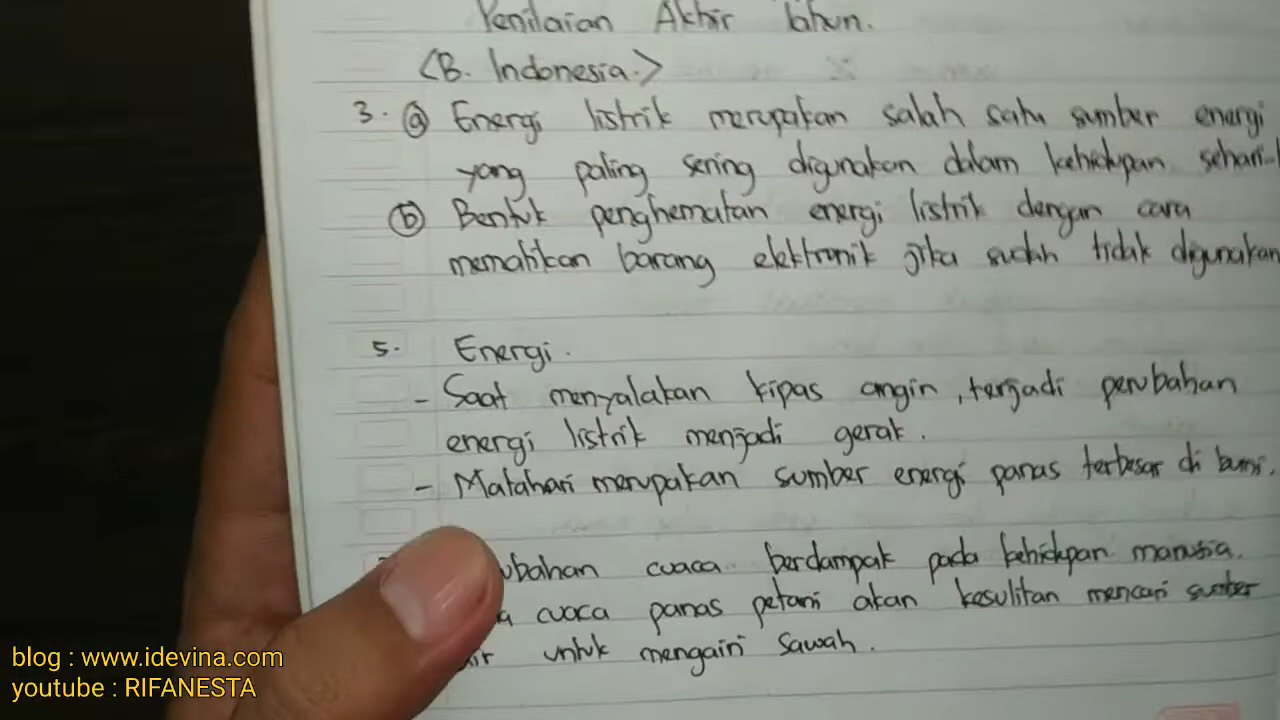 Penilaian Akhir Tahun.
<B. Indonesia.>
3. ⓐ Energi listrik merupakan salah satu sumber energi
yang paling sering digunakan dalam kehidupan sehari-
ⓑ Bentuk penghematan energi listrik dengan cara
mematikan barang elektronik jika sudah tidak digunakan
5. Energi.
- Saat menyalakan kipas angin, terjadi perubahan
energi listrik menjadi gerak.
- Matahari merupakan sumber energi panas terbesar di bumi.
ubahan cuaca berdampak pada kehidupan manusia.
a cuaca panas petani akan kesulitan mencari sumber
air untuk mengairi sawah.
blog : www.idevina.com
youtube : RIFANESTA